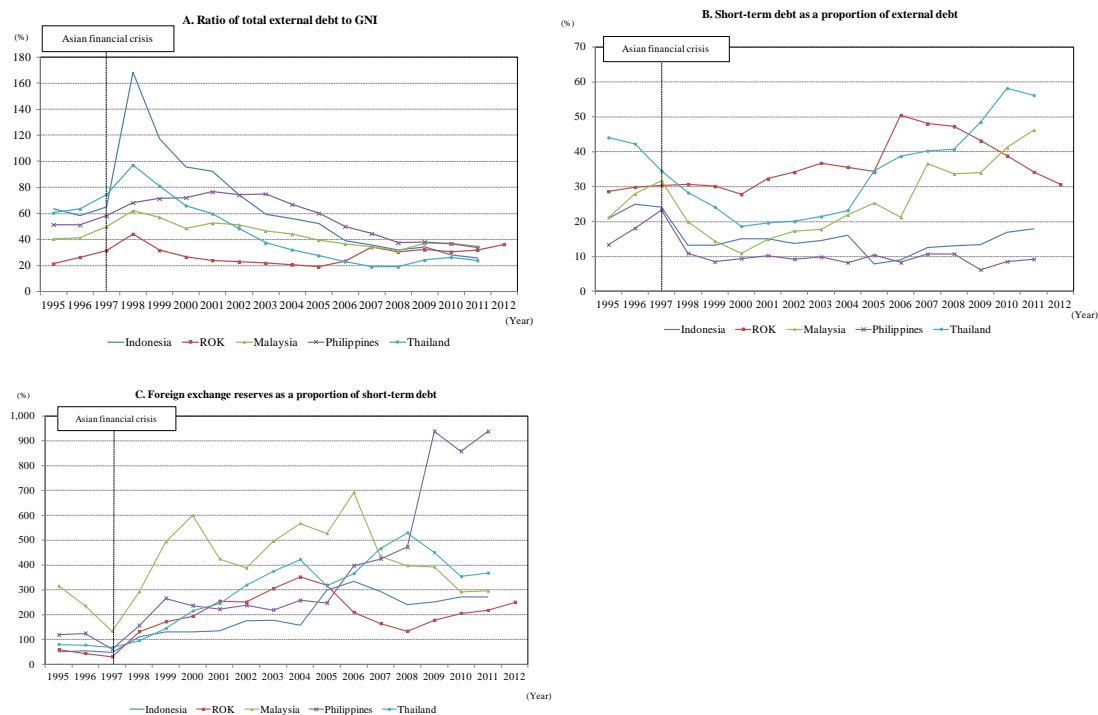 A. Ratio of total external debt to GNI
(%)
Asian financial crisis
180
160
140
120
100
80
60
40
20
0
1995 1996 1997 1998 1999 2000 2001 2002 2003 2004 2005 2006 2007 2008 2009 2010 2011 2012
(Year)
Indonesia ROK Malaysia Philippines Thailand
B. Short-term debt as a proportion of external debt
(%)
Asian financial crisis
70
60
50
40
30
20
10
0
1995 1996 1997 1998 1999 2000 2001 2002 2003 2004 2005 2006 2007 2008 2009 2010 2011 2012
(Year)
Indonesia ROK Malaysia Philippines Thailand
C. Foreign exchange reserves as a proportion of short-term debt
(%)
Asian financial crisis
1,000
900
800
700
600
500
400
300
200
100
0
1995 1996 1997 1998 1999 2000 2001 2002 2003 2004 2005 2006 2007 2008 2009 2010 2011 2012
(Year)
Indonesia ROK Malaysia Philippines Thailand